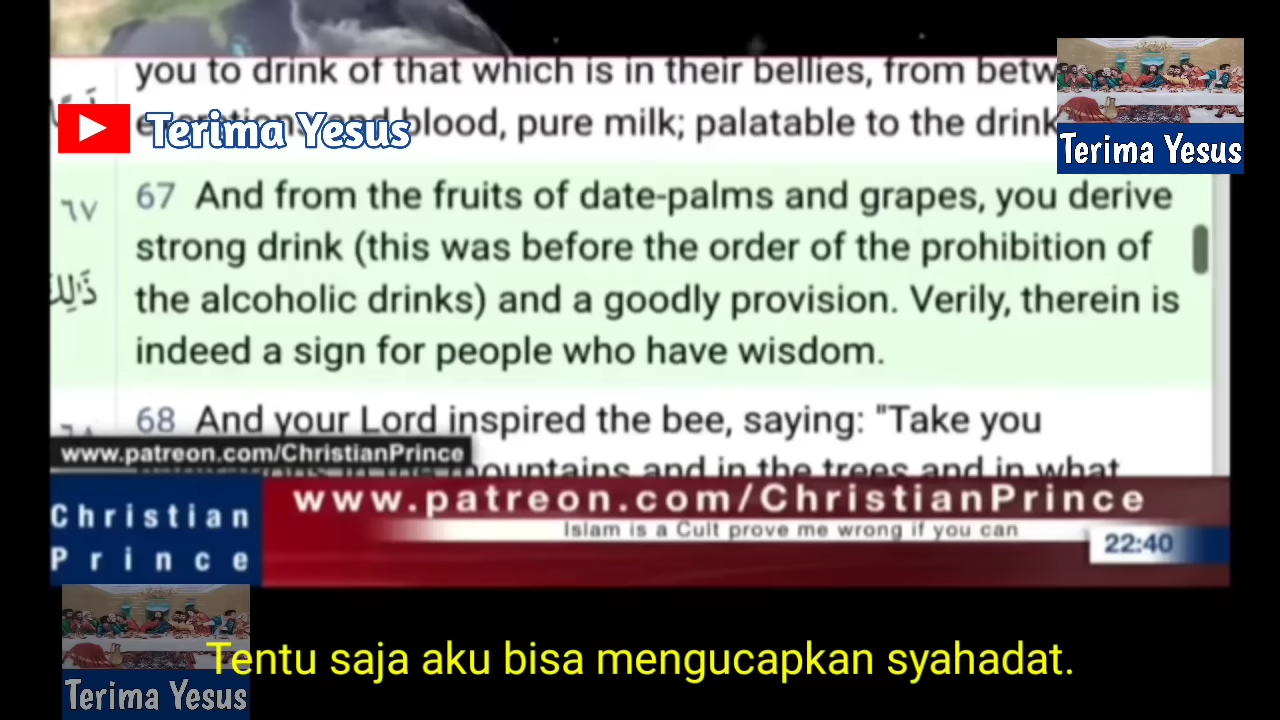 you to drink of that which is in their bellies, from betw
Terima Yesus
blood, pure milk; palatable to the drink
Terima Yesus
٦٧
67 And from the fruits of date-palms and grapes, you derive
strong drink (this was before the order of the prohibition of
ذَٰلِكَ
the alcoholic drinks) and a goodly provision. Verily, therein is
indeed a sign for people who have wisdom.
68 And your Lord inspired the bee, saying: "Take you
www.patreon.com/ChristianPrince
mountains and in the trees and in what
Christian
Prince
www.patreon.com/ChristianPrince
Islam is a Cult prove me wrong if you can
22:40
Tentu saja aku bisa mengucapkan syahadat.
Terima Yesus